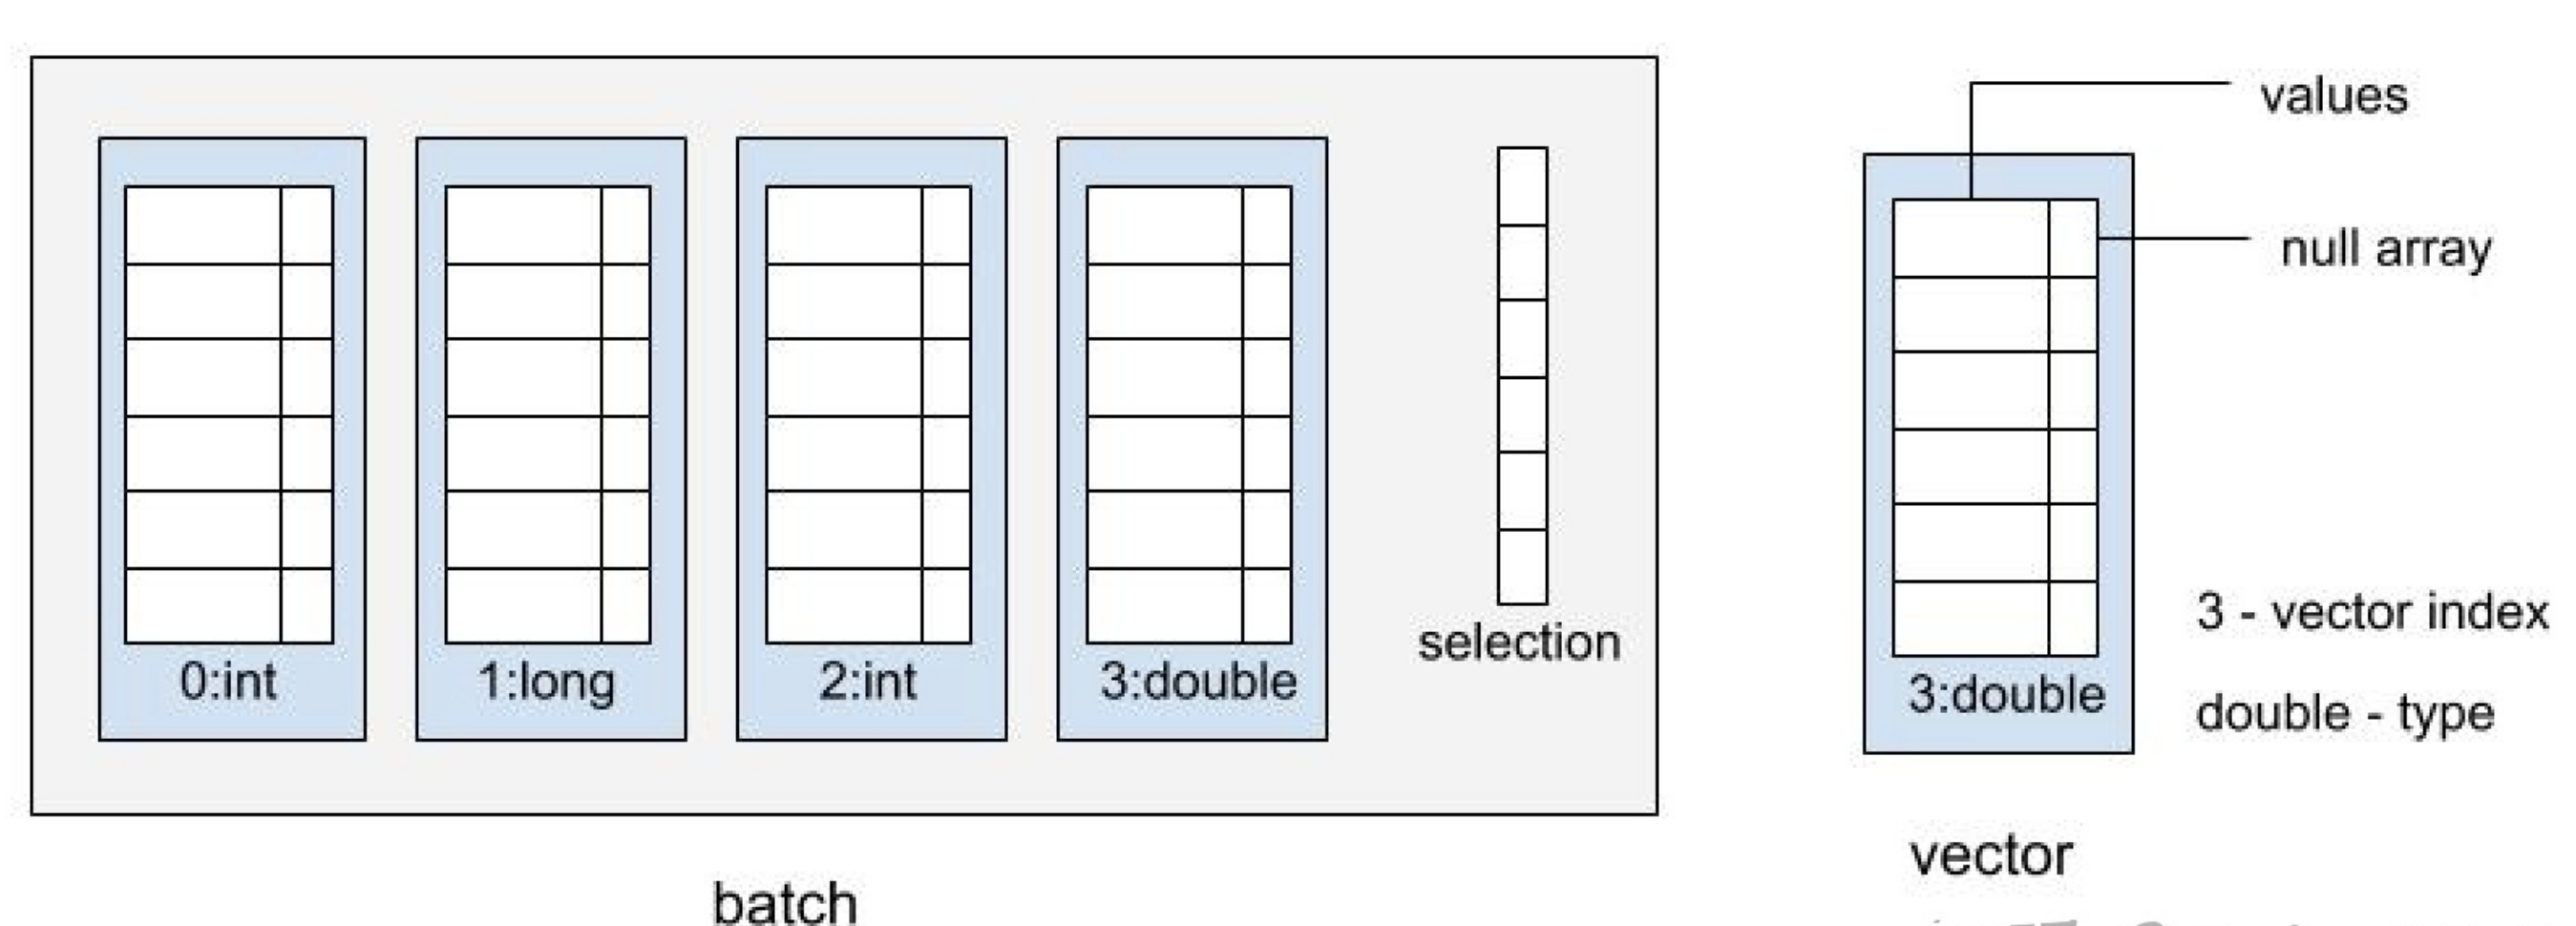 0:int
1:long
2:int
3:double
selection
batch
values
null array
3:double
3 - vector index
double - type
vector